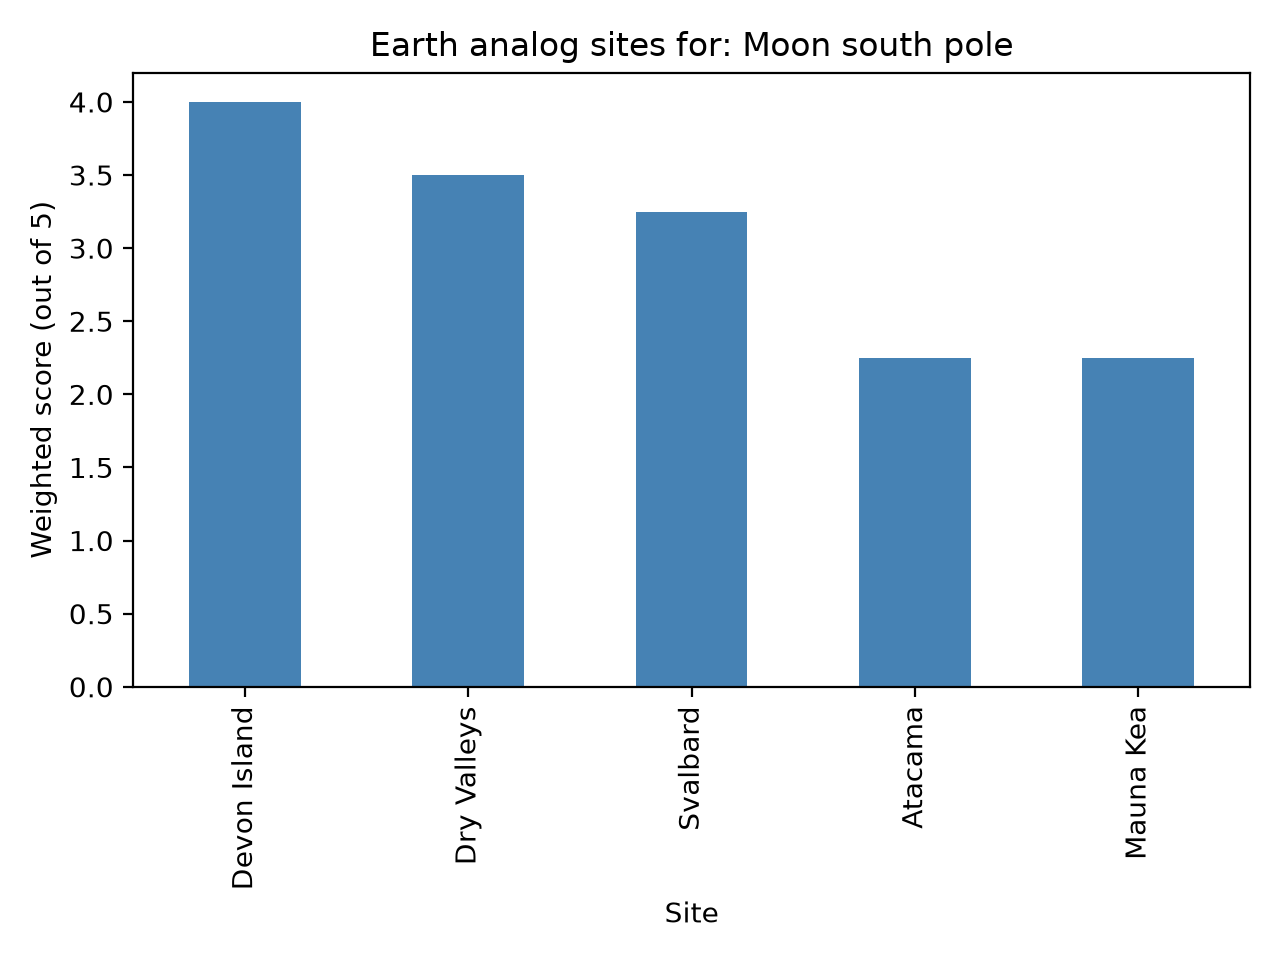 Earth analog sites for: Moon south pole
Weighted score (out of 5)
4.0
3.5
3.0
2.5
2.0
1.5
1.0
0.5
0.0
Devon Island
Dry Valleys
Svalbard
Atacama
Mauna Kea
Site